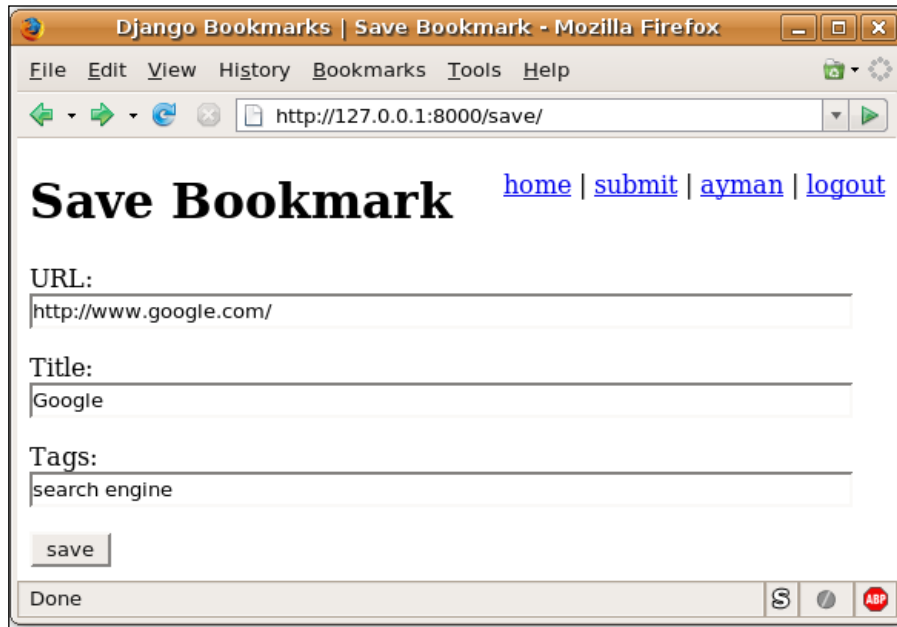 Django Bookmarks | Save Bookmark - Mozilla Firefox
File Edit View History Bookmarks Tools Help
http://127.0.0.1:8000/save/
Save Bookmark
home | submit | ayman | logout
URL:
http://www.google.com/
Title:
Google
Tags:
search engine
save
Done
S
ABP